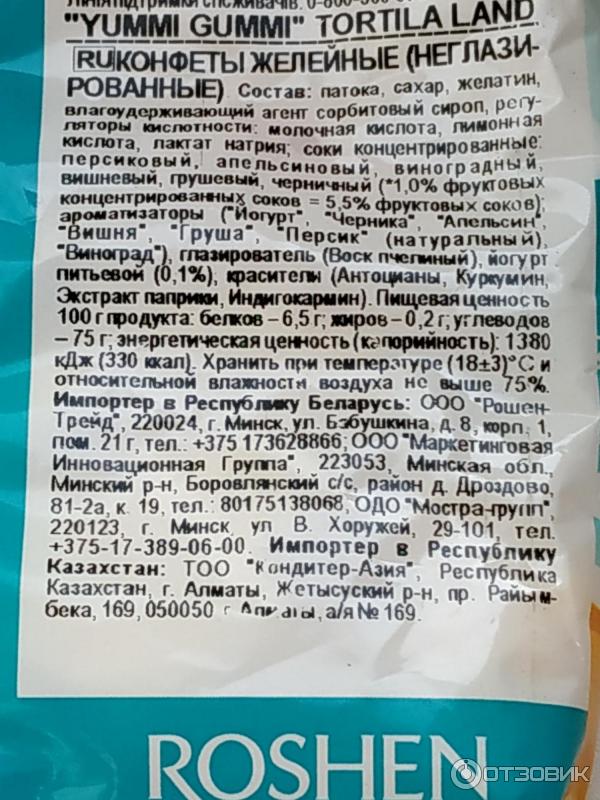 Лінія підтримки споживачів: 0-800-300-
"YUMMI GUMMI" TORTILA LAND
RU КОНФЕТЫ ЖЕЛЕЙНЫЕ (НЕГЛАЗИ-
РОВАННЫЕ). Состав: патока, сахар, желатин,
влагоудерживающий агент сорбитовый сироп, регу-
ляторы кислотности: молочная кислота, лимонная
кислота, лактат натрия; соки концентрированные:
персиковый, апельсиновый, виноградный,
вишневый, грушевый, черничный (*1,0% фруктовых
концентрированных соков = 5,5% фруктовых соков);
ароматизаторы ("Йогурт", "Черника", "Апельсин",
"Вишня", "Груша", "Персик" (натуральный),
"Виноград"), глазирователь (Воск пчелиный), йогурт
питьевой (0,1%), красители (Антоцианы, Куркумин,
Экстракт паприки, Индигокармин). Пищевая ценность
100 г продукта: белков – 6,5 г; жиров – 0,2 г; углеводов
– 75 г; энергетическая ценность (калорийность): 1380
кДж (330 ккал). Хранить при температуре (18±3)°С и
относительной влажности воздуха не выше 75%.
Импортер в Республику Беларусь: ООО "Рошен-
Трейд", 220024, г. Минск, ул. Бабушкина, д. 8, корп. 1,
пом. 21 г, тел.: +375 173628866; ООО "Маркетинговая
Инновационная Группа", 223053, Минская обл.,
Минский р-н, Боровлянский с/с, район д. Дроздово,
81-2а, к. 19, тел.: 80175138068, ОДО "Мостра-групп",
220123, г. Минск, ул В. Хоружей, 29-101, тел.
+375-17-389-06-00. Импортер в Республику
Казахстан: ТОО "Кондитер-Азия", Республика
Казахстан, г. Алматы, Жетысуский р-н, пр. Райым-
бека, 169, 050050 г Алматы, а/я № 169.
ROSHEN
ОТЗОВИК